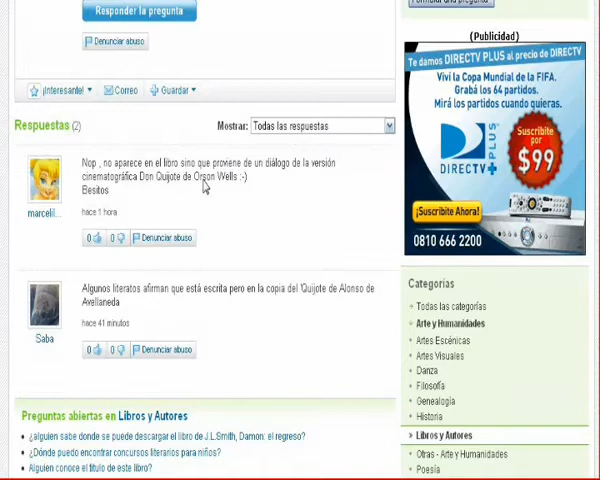 Responder la pregunta
Denunciar abuso
¡Interesante!
Correo
Guardar
Respuestas (2)
Mostrar: Todas las respuestas
Nop , no aparece en el libro sino que proviene de un diálogo de la versión
cinematográfica Don Quijote de Orson Wells :-)
Besitos
marcelil...
hace 1 hora
0 0 Denunciar abuso
Algunos literatos afirman que está escrita pero en la copia del 'Quijote de Alonso de
Avellaneda
hace 41 minutos
Saba
0 0 Denunciar abuso
Preguntas abiertas en Libros y Autores
¿alguien sabe donde se puede descargar el libro de J.L.Smith, Damon: el regreso?
¿Dónde puedo encontrar concursos literarios para niños?
Alguien conoce el titulo de este libro?
Formular una pregunta
(Publicidad)
Te damos DIRECTV PLUS al precio de DIRECTV
Viví la Copa Mundial de la FIFA.
Grabá los 64 partidos.
Mirá los partidos cuando quieras.
DIRECTV PLUS
Suscribite
por
$99
¡Suscribite Ahora!
0810 666 2200
Categorías
Todas las categorías
Arte y Humanidades
Artes Escénicas
Artes Visuales
Danza
Filosofía
Genealogía
Historia
Libros y Autores
Otras - Arte y Humanidades
Poesía